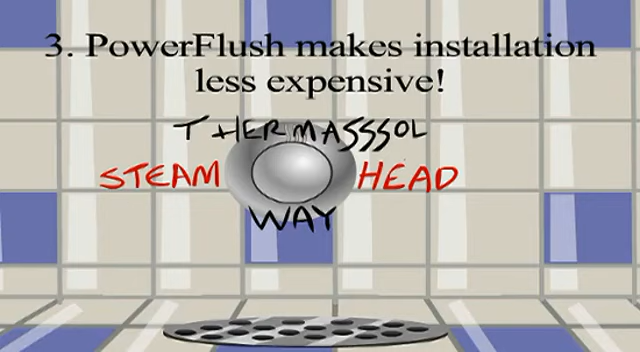 3. PowerFlush makes installation
less expensive!
THERMASSSOL
STEAM HEAD
WAY